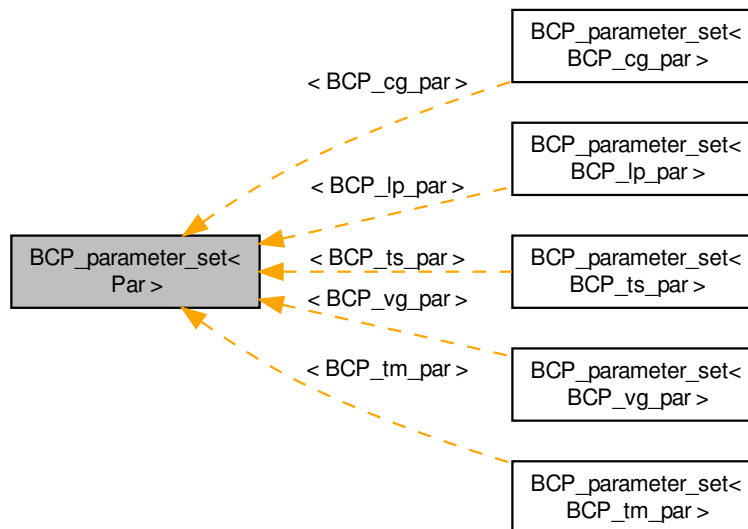 BCP_parameter_set<
BCP_cg_par >
< BCP_cg_par >
BCP_parameter_set<
BCP_lp_par >
< BCP_lp_par >
BCP_parameter_set<
Par >
< BCP_ts_par >
BCP_parameter_set<
BCP_ts_par >
< BCP_vg_par >
BCP_parameter_set<
BCP_vg_par >
< BCP_tm_par >
BCP_parameter_set<
BCP_tm_par >